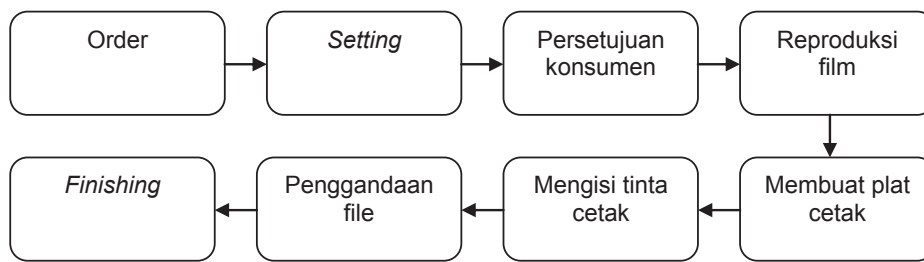 Order
Setting
Persetujuan
konsumen
Reproduksi
film
Membuat plat
cetak
Mengisi tinta
cetak
Penggandaan
file
Finishing